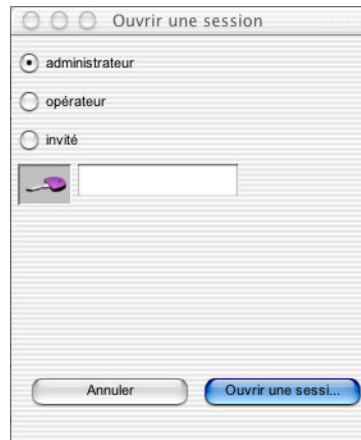 Ouvrir une session
administrateur
opérateur
invité
Annuler
Ouvrir une sessi...